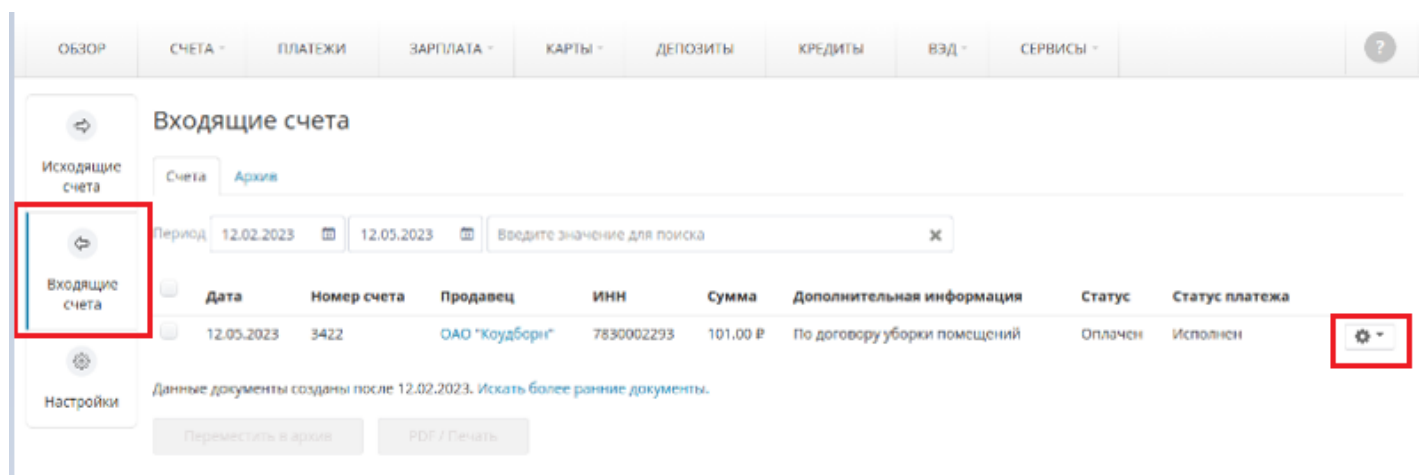 ОБЗОР СЧЕТА ПЛАТЕЖИ ЗАРПЛАТА КАРТЫ ДЕПОЗИТЫ КРЕДИТЫ ВЭД СЕРВИСЫ ?
Исходящие
счета
Входящие
счета
Настройки
Входящие счета
Счета Архив
Период 12.02.2023 12.05.2023 Введите значение для поиска
Дата Номер счета Продавец ИНН Сумма Дополнительная информация Статус Статус платежа
12.05.2023 3422 ОАО "Коудборн" 7830002293 101.00 ₽ По договору уборки помещений Оплачен Исполнен
Данные документы созданы после 12.02.2023. Искать более ранние документы.
Переместить в архив PDF / Печать